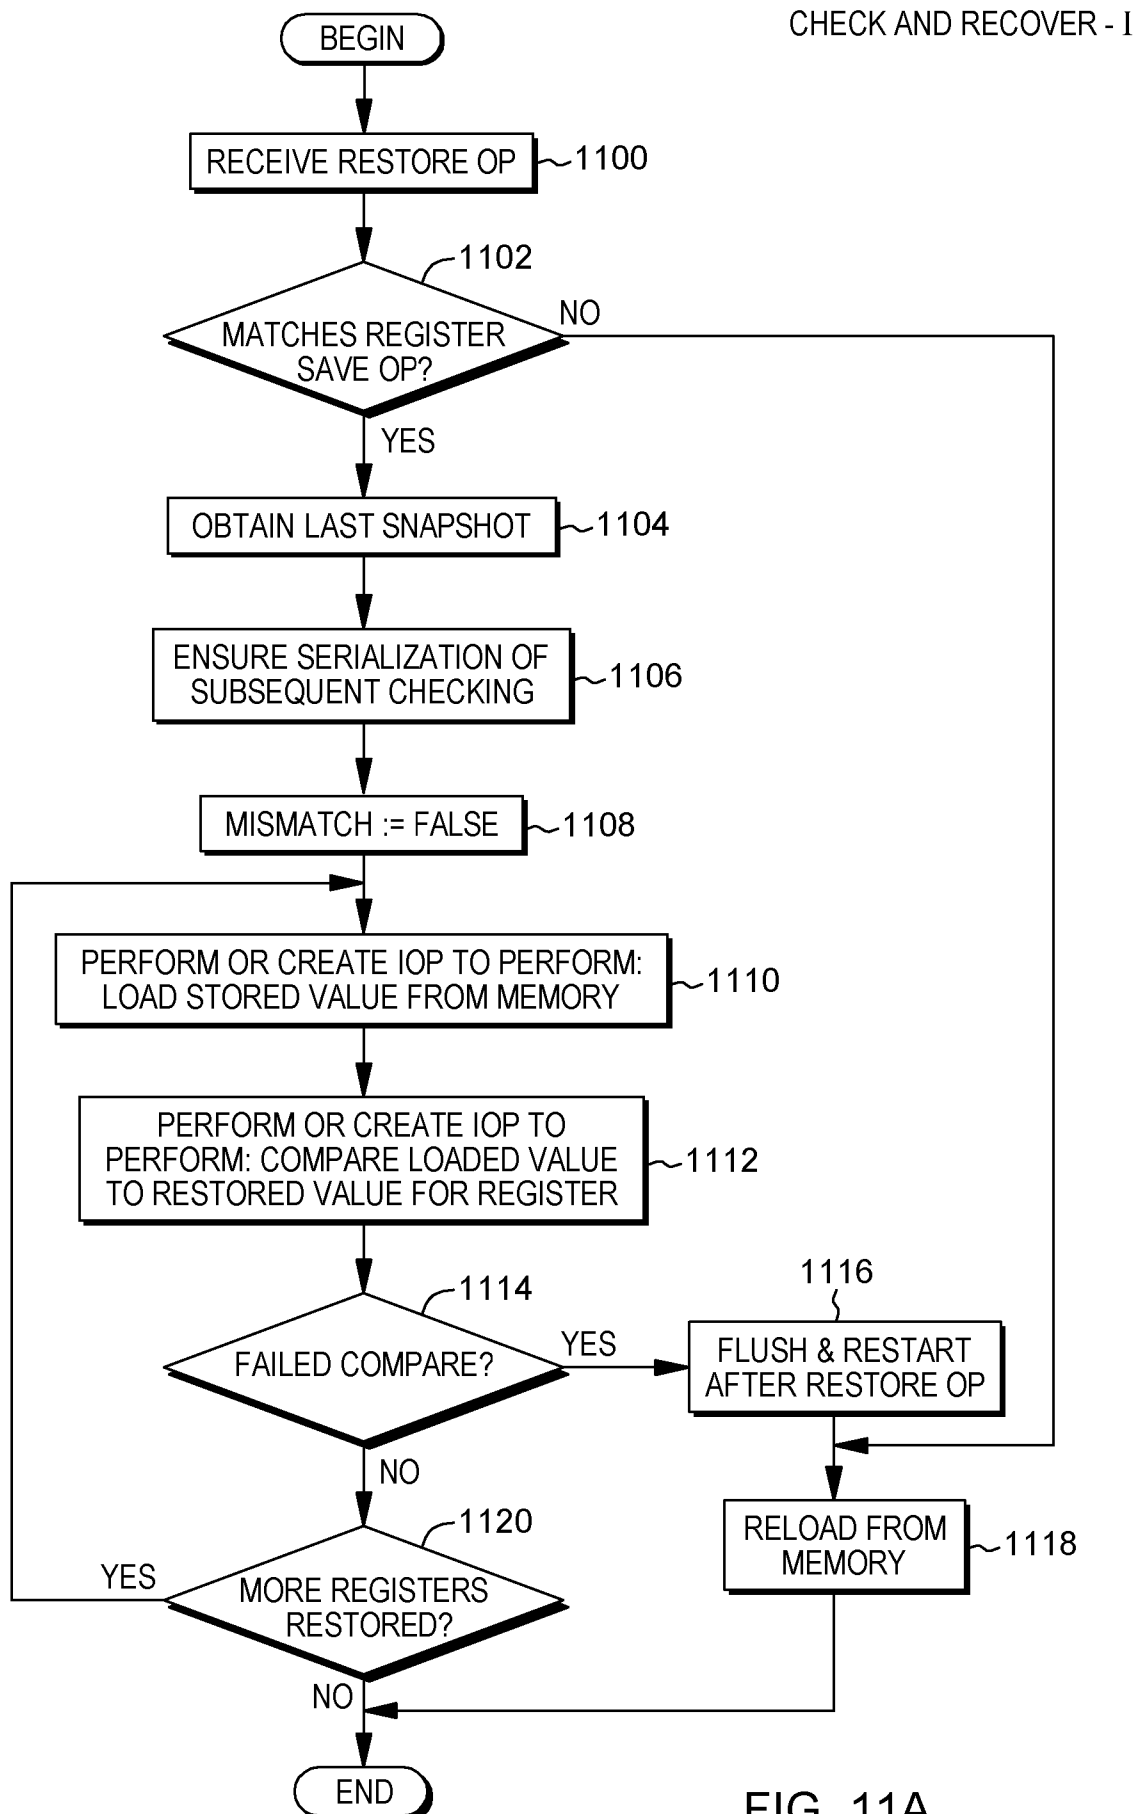 CHECK AND RECOVER - I
BEGIN
RECEIVE RESTORE OP
1100
1102
MATCHES REGISTER
SAVE OP?
NO
YES
OBTAIN LAST SNAPSHOT
1104
ENSURE SERIALIZATION OF
SUBSEQUENT CHECKING
1106
MISMATCH := FALSE
1108
PERFORM OR CREATE IOP TO PERFORM:
LOAD STORED VALUE FROM MEMORY
1110
PERFORM OR CREATE IOP TO
PERFORM: COMPARE LOADED VALUE
TO RESTORED VALUE FOR REGISTER
1112
1114
FAILED COMPARE?
YES
1116
FLUSH & RESTART
AFTER RESTORE OP
NO
1120
MORE REGISTERS
RESTORED?
YES
RELOAD FROM
MEMORY
1118
NO
END
FIG. 11A